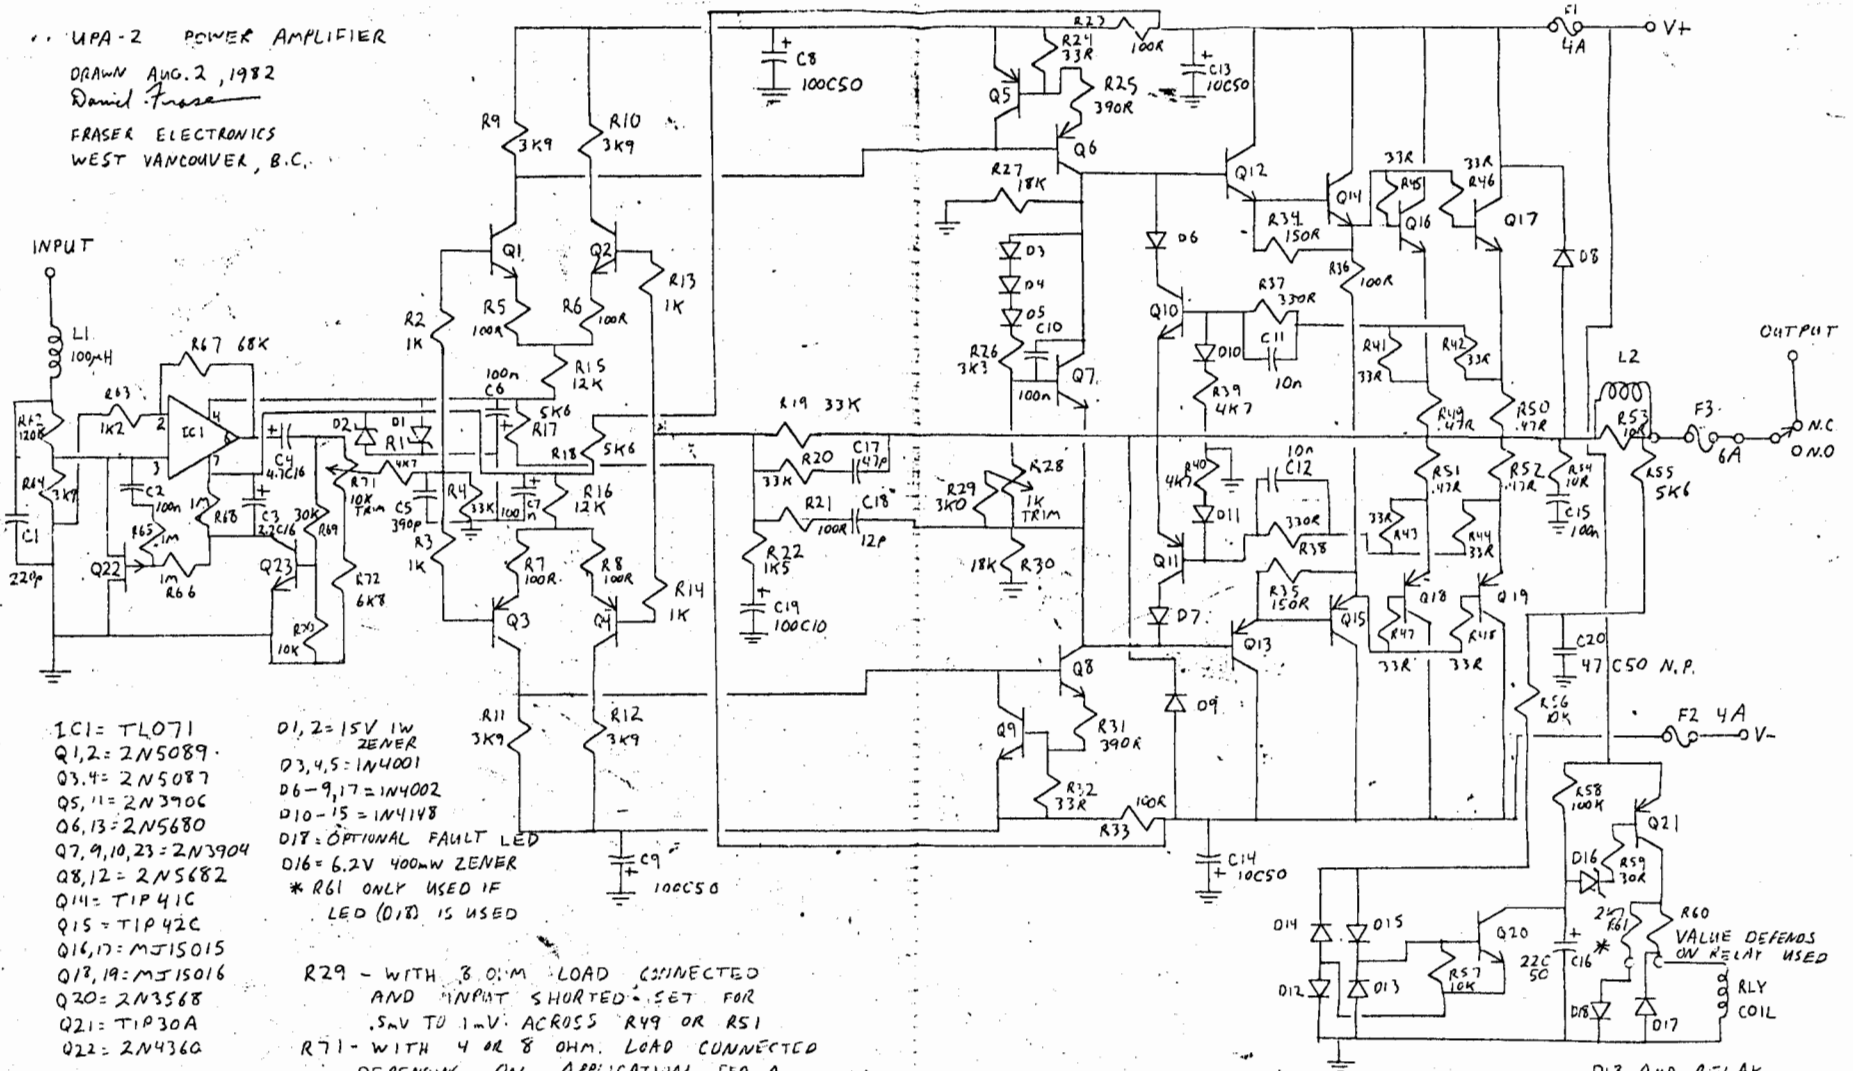 UPA-2 POWER AMPLIFIER
DRAWN AUG. 2, 1982
Daniel Fraser
FRASER ELECTRONICS
WEST VANCOUVER, B.C.
INPUT
L1
100µH
R67 68K
R63
1K2
2
3
4
6
7
IC1
R62
120R
R64
3K9
C1
220p
C2
100n
R65
1M
R66
1M
Q22
R68
1M
C3
2.2C16
C4
4.7C16
Q23
30K
R69
R70
10K
R71
10K
TRIM
R72
6K8
D2
D1
R1
4K7
C5
390p
R4
33K
R2
1K
R3
1K
R9
3K9
R10
3K9
Q1
Q2
R5
100R
R6
100R
R13
1K
R15
12K
100n
C6
5K6
R17
R18
5K6
C7
100n
R16
12K
R7
100R
R8
100R
R14
1K
Q3
Q4
R11
3K9
R12
3K9
C8
100C50
C9
100C50
R19 33K
R20
33K
C17
47p
R21
100R
C18
12p
R22
1K5
C19
100C10
R23
100R
R24
33R
R25
390R
Q5
Q6
R27
18K
D3
D4
D5
C10
100n
R26
3K3
Q7
R28
1K
TRIM
R29
3K0
18K R30
Q8
Q9
R31
390R
R32
33R
100R
R33
C13
10C50
C14
10C50
Q12
D6
Q10
R34
150R
R37
330R
C11
10n
D10
R39
4K7
R40
4K7
D11
10n
C12
330R
R38
Q11
D7
R35
150R
Q13
D9
Q14
R36
100R
Q15
33R
R45
33R
R46
Q16
Q17
R41
33R
R42
33R
R49
.47R
R50
.47R
R51
.47R
R52
.47R
33R
R43
R44
33R
Q18
Q19
R47
33R
R48
33R
D8
F1
4A
V+
L2
R53
10R
F3
6A
OUTPUT
N.C.
N.O
R54
10R
C15
100n
R55
5K6
C20
47 C50 N.P.
R56
10K
F2 4A
V-
R58
100K
Q21
D16
R59
30R
R61
*
R60
VALUE DEPENDS
ON RELAY USED
RLY
COIL
D14
D15
D12
D13
R57
10K
Q20
22C
50
C16
D18
D17
IC1= TL071
Q1,2= 2N5089
Q3,4= 2N5087
Q5,11= 2N3906
Q6,13= 2N5680
Q7,9,10,23= 2N3904
Q8,12= 2N5682
Q14= TIP41C
Q15= TIP42C
Q16,17= MJ15015
Q18,19= MJ15016
Q20= 2N3568
Q21= TIP30A
Q22= 2N4360
D1,2= 15V 1W
ZENER
D3,4,5= 1N4001
D6-9,17= 1N4002
D10-15= 1N4148
D18= OPTIONAL FAULT LED
D16= 6.2V 400mW ZENER
* R61 ONLY USED IF
LED (D18) IS USED
R29 - WITH 8 OHM LOAD CONNECTED
AND INPUT SHORTED SET FOR
.5mV TO 1mV ACROSS R49 OR R51
R71 - WITH 4 OR 8 OHM LOAD CONNECTED
DEPENDING ON APPLICATION FOR A
AND RELAY